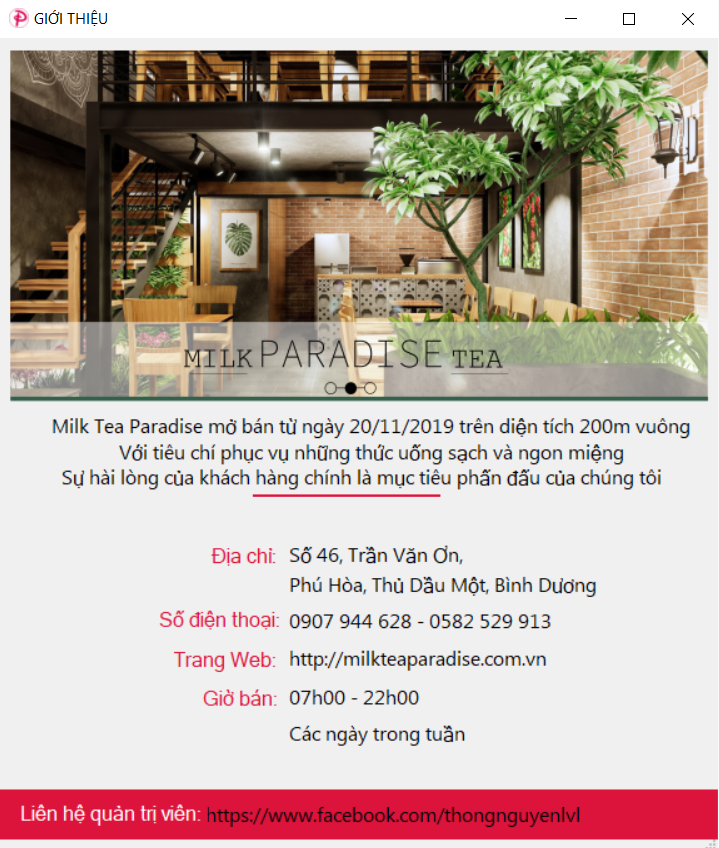 GIỚI THIỆU
MILK PARADISE TEA
Milk Tea Paradise mở bán từ ngày 20/11/2019 trên diện tích 200m vuông
Với tiêu chí phục vụ những thức uống sạch và ngon miệng
Sự hài lòng của khách hàng chính là mục tiêu phấn đấu của chúng tôi
Địa chỉ: Số 46, Trần Văn Ơn,
Phú Hòa, Thủ Dầu Một, Bình Dương
Số điện thoại: 0907 944 628 - 0582 529 913
Trang Web: http://milkteaparadise.com.vn
Giờ bán: 07h00 - 22h00
Các ngày trong tuần
Liên hệ quản trị viên: https://www.facebook.com/thongnguyenlvl